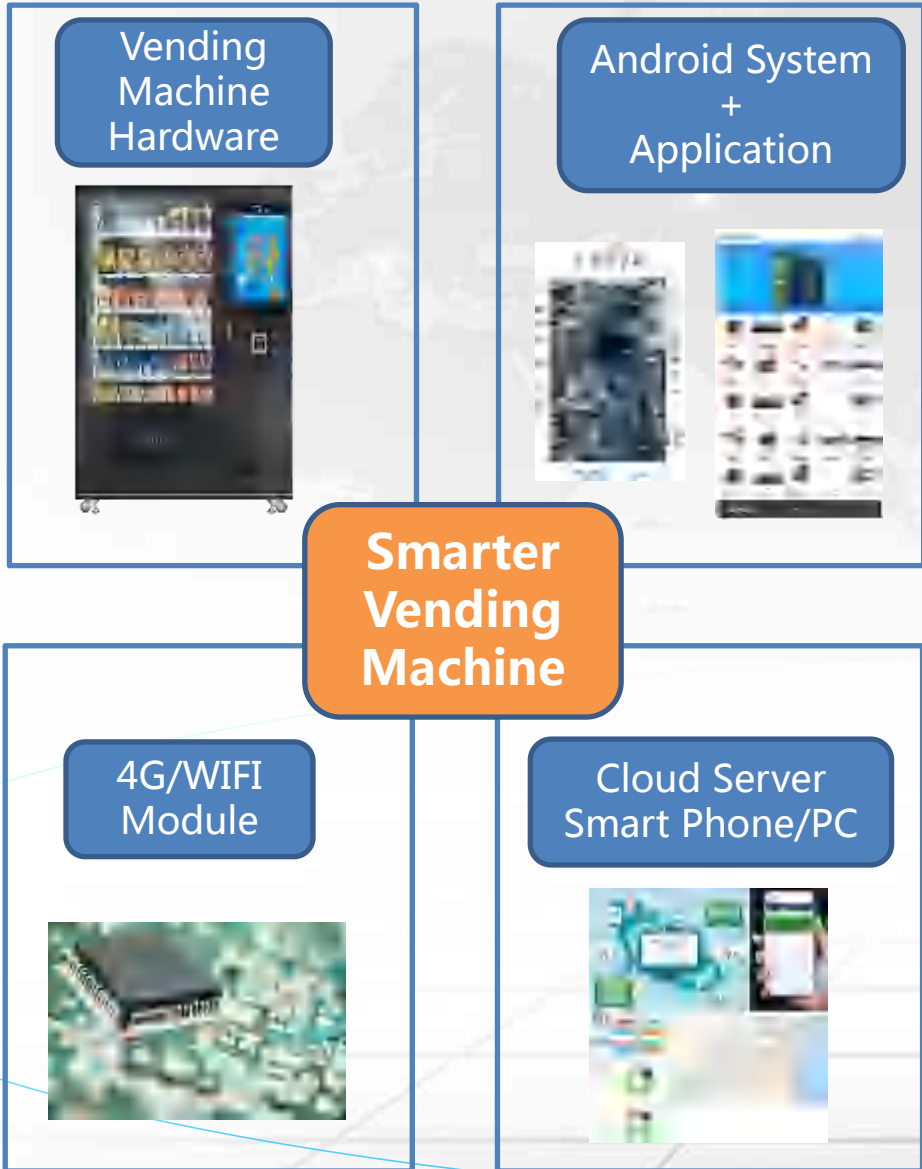 Vending
Machine
Hardware
Android System
+
Application
Smarter
Vending
Machine
4G/WIFI
Module
Cloud Server
Smart Phone/PC